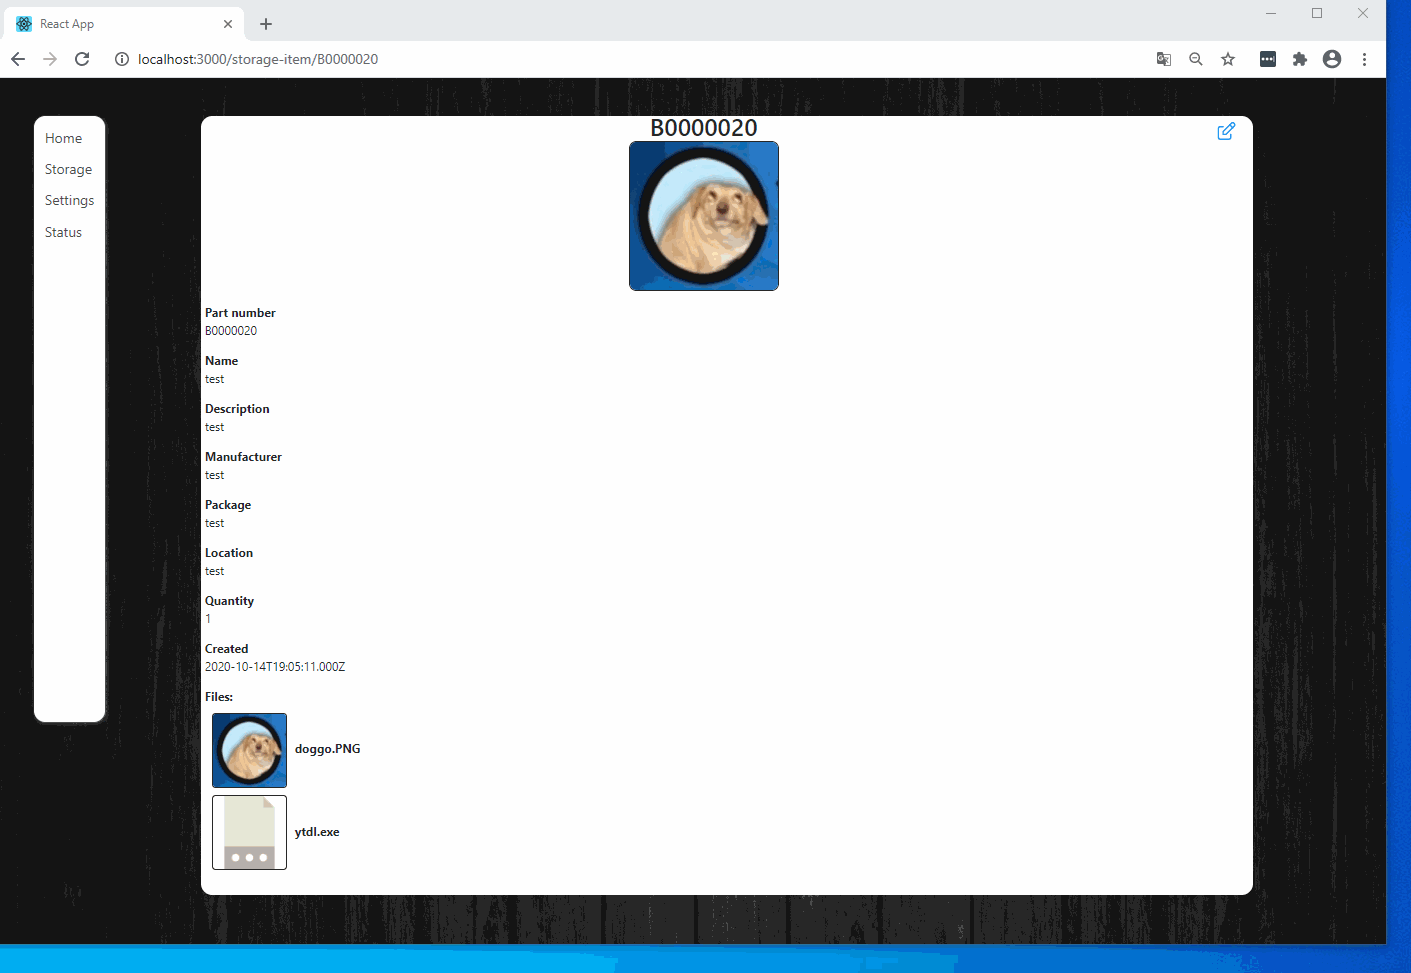 React App
localhost:3000/storage-item/B0000020
Home
Storage
Settings
Status
B0000020
Part number
B0000020
Name
test
Description
test
Manufacturer
test
Package
test
Location
test
Quantity
1
Created
2020-10-14T19:05:11.000Z
Files:
doggo.PNG
ytdl.exe